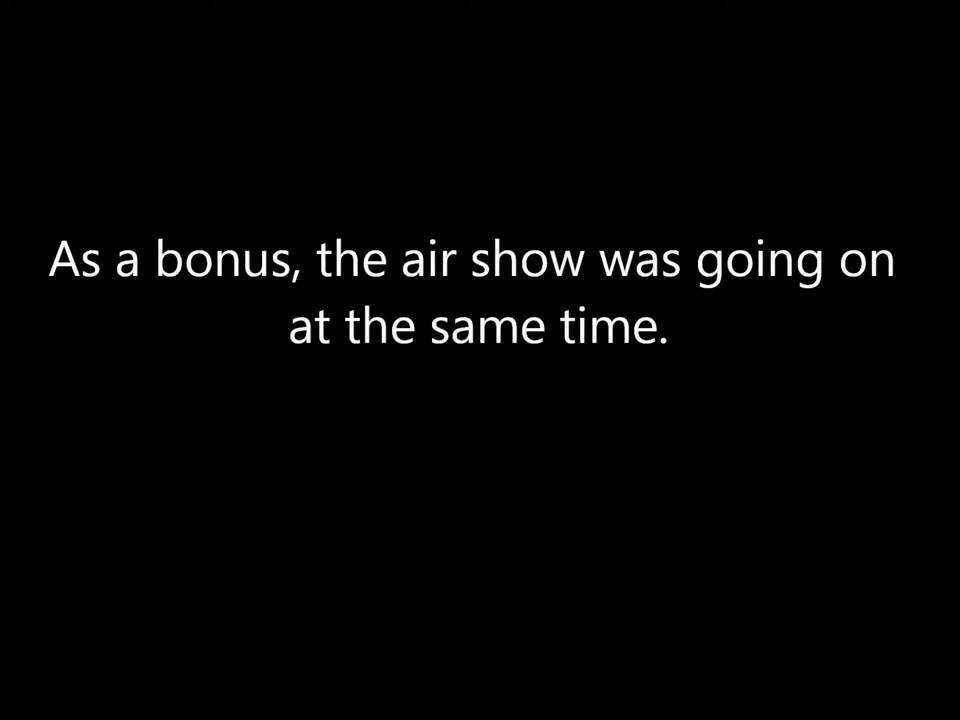 As a bonus, the air show was going on
at the same time.